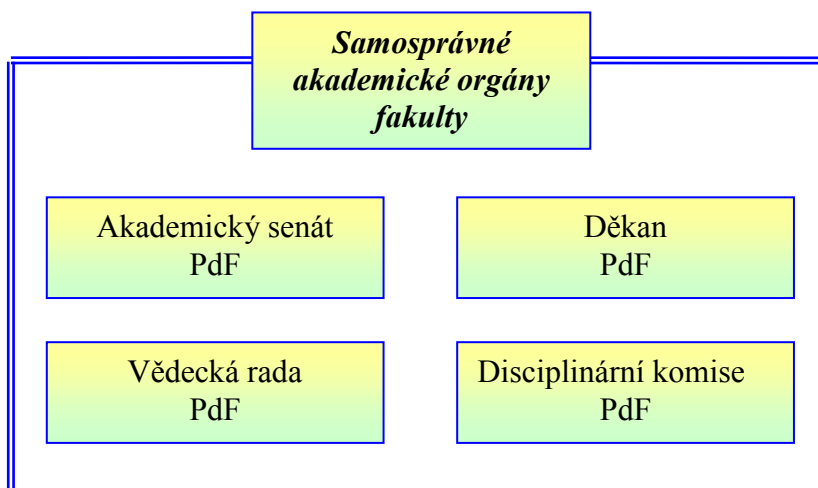 Samosprávné
akademické orgány
fakulty
Akademický senát
PdF
Děkan
PdF
Vědecká rada
PdF
Disciplinární komise
PdF